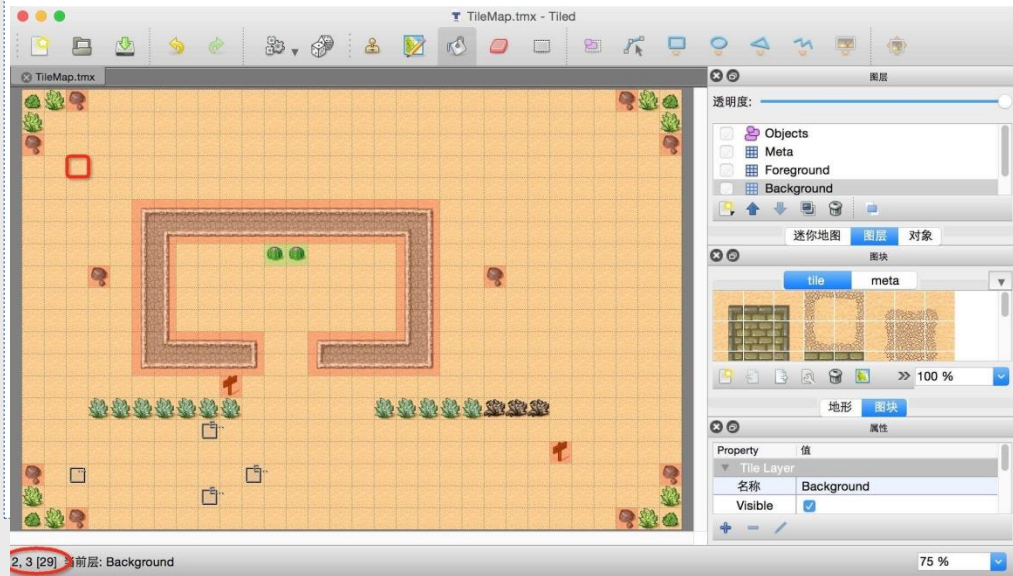 TileMap.tmx - Tiled
TileMap.tmx
图层
透明度:
Objects
Meta
Foreground
Background
迷你地图 图层 对象
图块
tile meta
100 %
地形 图块
属性
Property 值
Tile Layer
名称 Background
Visible
2, 3 [29] 当前层: Background
75 %